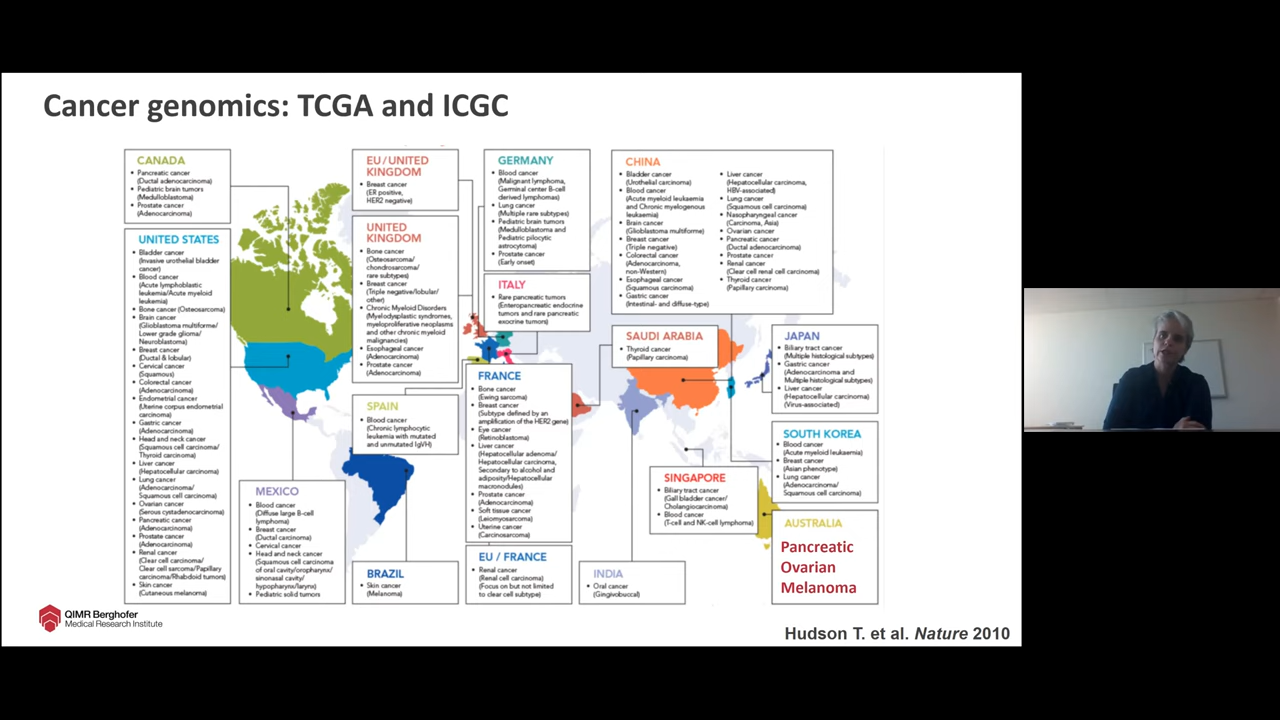 Cancer genomics: TCGA and ICGC
CANADA
• Pancreatic cancer
(Ductal adenocarcinoma)
• Pediatric brain tumors
(Medulloblastoma)
• Prostate cancer
(Adenocarcinoma)
UNITED STATES
• Bladder cancer
(Invasive urothelial bladder
cancer)
• Blood cancer
(Acute lymphoblastic
leukemia/Acute myeloid
leukemia)
• Bone cancer (Osteosarcoma)
• Brain cancer
(Glioblastoma multiforme/
Lower grade glioma/
Neuroblastoma)
• Breast cancer
(Ductal & lobular)
• Cervical cancer
(Squamous)
• Colorectal cancer
(Adenocarcinoma)
• Endometrial cancer
(Uterine corpus endometrial
carcinoma)
• Gastric cancer
(Adenocarcinoma)
• Head and neck cancer
(Squamous cell carcinoma/
Thyroid carcinoma)
• Liver cancer
(Hepatocellular carcinoma)
• Lung cancer
(Adenocarcinoma/
Squamous cell carcinoma)
• Ovarian cancer
(Serous cystadenocarcinoma)
• Pancreatic cancer
(Adenocarcinoma)
• Prostate cancer
(Adenocarcinoma)
• Renal cancer
(Clear cell carcinoma/
Clear cell sarcoma/Papillary
carcinoma/Rhabdoid tumors)
• Skin cancer
(Cutaneous melanoma)
MEXICO
• Blood cancer
(Diffuse large B-cell
lymphoma)
• Breast cancer
(Ductal carcinoma)
• Cervical cancer
• Head and neck cancer
(Squamous cell carcinoma
of oral cavity/oropharynx/
sinonasal cavity/
hypopharynx/larynx)
• Pediatric solid tumors
EU / UNITED
KINGDOM
• Breast cancer
(ER positive,
HER2 negative)
UNITED
KINGDOM
• Bone cancer
(Osteosarcoma/
chondrosarcoma/
rare subtypes)
• Breast cancer
(Triple negative/lobular/
other)
• Chronic Myeloid Disorders
(Myelodysplastic syndromes,
myeloproliferative neoplasms
and other chronic myeloid
malignancies)
• Esophageal cancer
(Adenocarcinoma)
• Prostate cancer
(Adenocarcinoma)
SPAIN
• Blood cancer
(Chronic lymphocytic
leukemia with mutated
and unmutated IgVH)
BRAZIL
• Skin cancer
(Melanoma)
GERMANY
• Blood cancer
(Malignant lymphoma,
Germinal center B-cell
derived lymphomas)
• Lung cancer
(Multiple rare subtypes)
• Pediatric brain tumors
(Medulloblastoma and
Pediatric pilocytic
astrocytoma)
• Prostate cancer
(Early onset)
ITALY
• Rare pancreatic tumors
(Enteropancreatic endocrine
tumors and rare pancreatic
exocrine tumors)
FRANCE
• Bone cancer
(Ewing sarcoma)
• Breast cancer
(Subtype defined by an
amplification of the HER2 gene)
• Eye cancer
(Retinoblastoma)
• Liver cancer
(Hepatocellular adenoma/
Hepatocellular carcinoma,
Secondary to alcohol and
adiposity/Hepatocellular
macronodules)
• Prostate cancer
(Adenocarcinoma)
• Soft tissue cancer
(Leiomyosarcoma)
• Uterine cancer
(Carcinosarcoma)
EU / FRANCE
• Renal cancer
(Renal cell carcinoma)
(Focus on but not limited
to clear cell subtype)
CHINA
• Bladder cancer
(Urothelial carcinoma)
• Blood cancer
(Acute myeloid leukaemia
and Chronic myelogenous
leukaemia)
• Brain cancer
(Glioblastoma multiforme)
• Breast cancer
(Triple negative)
• Colorectal cancer
(Adenocarcinoma,
non-Western)
• Esophageal cancer
(Squamous carcinoma)
• Gastric cancer
(Intestinal- and diffuse-type)
• Liver cancer
(Hepatocellular carcinoma,
HBV-associated)
• Lung cancer
(Squamous cell carcinoma)
• Nasopharyngeal cancer
(Carcinoma, Asia)
• Ovarian cancer
• Pancreatic cancer
(Ductal adenocarcinoma)
• Prostate cancer
• Renal cancer
(Clear cell renal cell carcinoma)
• Thyroid cancer
(Papillary carcinoma)
SAUDI ARABIA
• Thyroid cancer
(Papillary carcinoma)
JAPAN
• Biliary tract cancer
(Multiple histological subtypes)
• Gastric cancer
(Adenocarcinoma and
Multiple histological subtypes)
• Liver cancer
(Hepatocellular carcinoma)
(Virus-associated)
SOUTH KOREA
• Blood cancer
(Acute myeloid leukaemia)
• Breast cancer
(Asian phenotype)
• Lung cancer
(Adenocarcinoma/
Squamous cell carcinoma)
SINGAPORE
• Biliary tract cancer
(Gall bladder cancer/
Cholangiocarcinoma)
• Blood cancer
(T-cell and NK-cell lymphoma)
INDIA
• Oral cancer
(Gingivobuccal)
AUSTRALIA
Pancreatic
Ovarian
Melanoma
QIMR Berghofer
Medical Research Institute
Hudson T. et al. Nature 2010